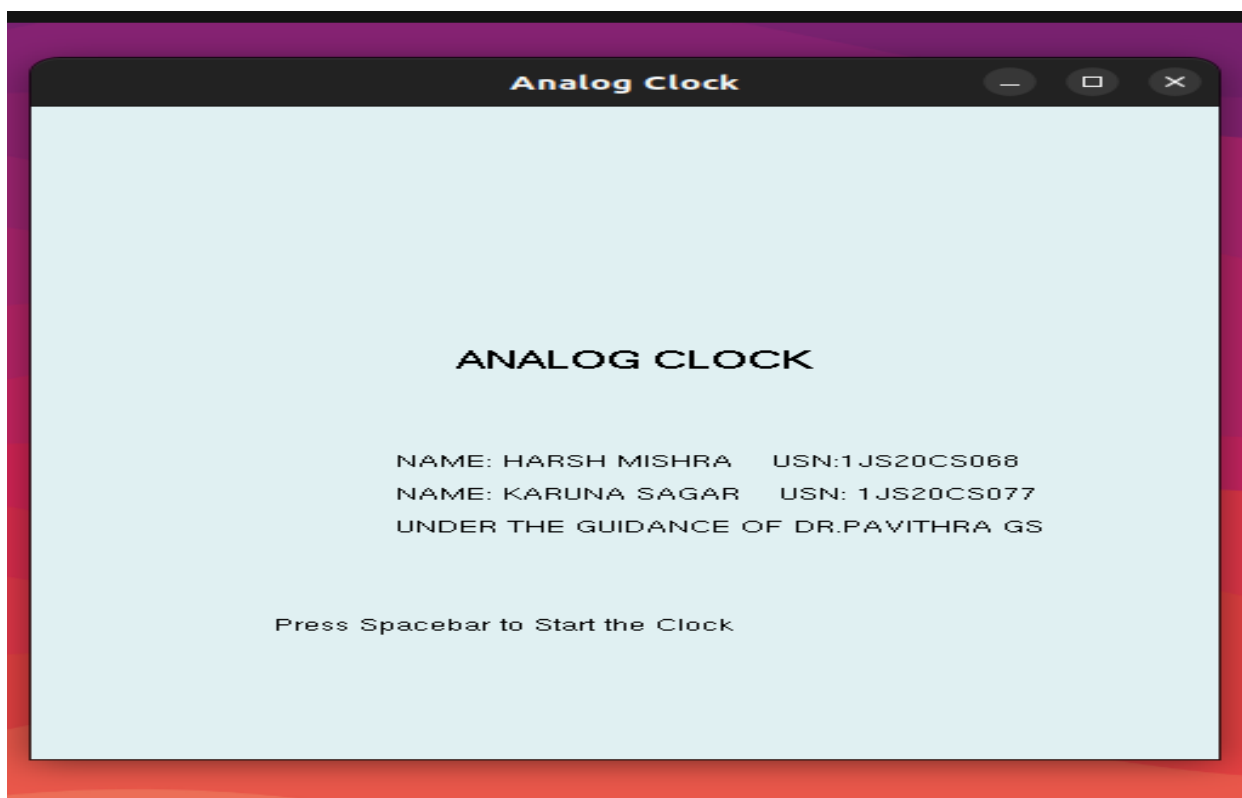 Analog Clock
ANALOG CLOCK
NAME: HARSH MISHRA USN:1JS20CS068
NAME: KARUNA SAGAR USN: 1JS20CS077
UNDER THE GUIDANCE OF DR.PAVITHRA GS
Press Spacebar to Start the Clock